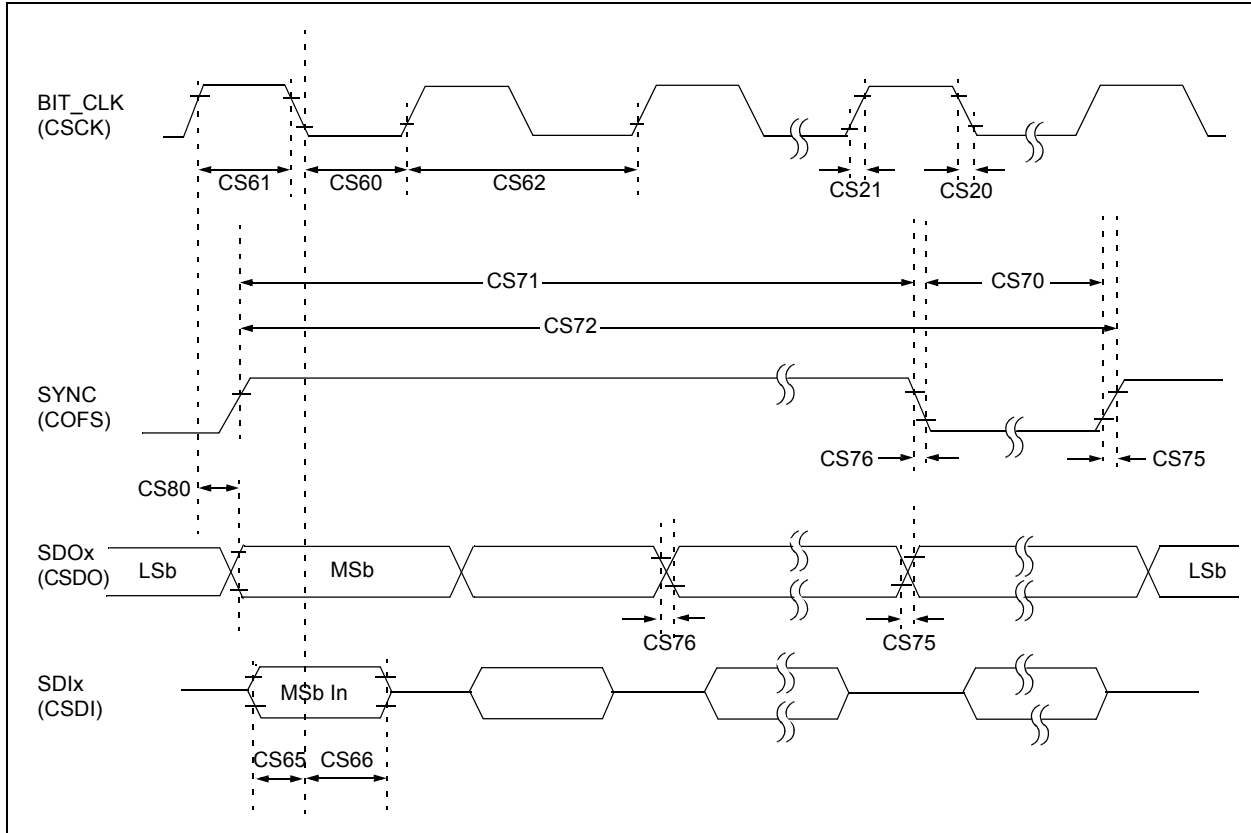 BIT_CLK
(CSCK)
CS61
CS60
CS62
CS21
CS20
CS71
CS70
CS72
SYNC
(COFS)
CS76
CS75
CS80
SDOx
(CSDO)
LSb
MSb
LSb
CS76
CS75
SDIx
(CSDI)
MSb In
CS65
CS66